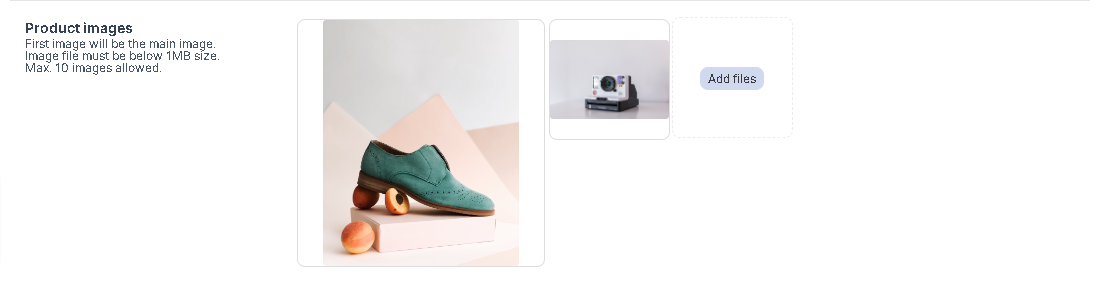 Product images
First image will be the main image.
Image file must be below 1MB size.
Max. 10 images allowed.
Add files